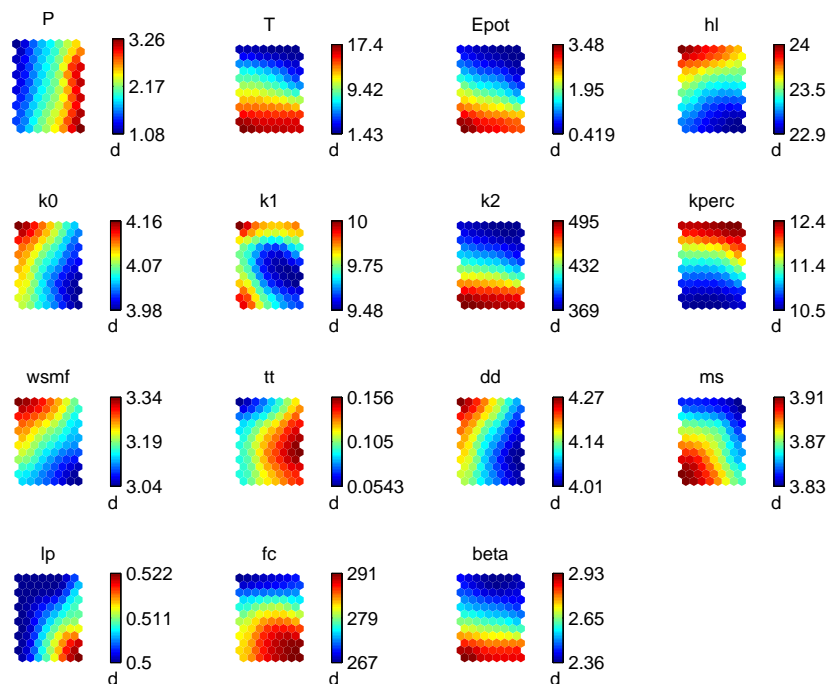 P
3.26
2.17
1.08
d
T
17.4
9.42
1.43
d
Epot
3.48
1.95
0.419
d
hl
24
23.5
22.9
d
k0
4.16
4.07
3.98
d
k1
10
9.75
9.48
d
k2
495
432
369
d
kperc
12.4
11.4
10.5
d
wsmf
3.34
3.19
3.04
d
tt
0.156
0.105
0.0543
d
dd
4.27
4.14
4.01
d
ms
3.91
3.87
3.83
d
lp
0.522
0.511
0.5
d
fc
291
279
267
d
beta
2.93
2.65
2.36
d